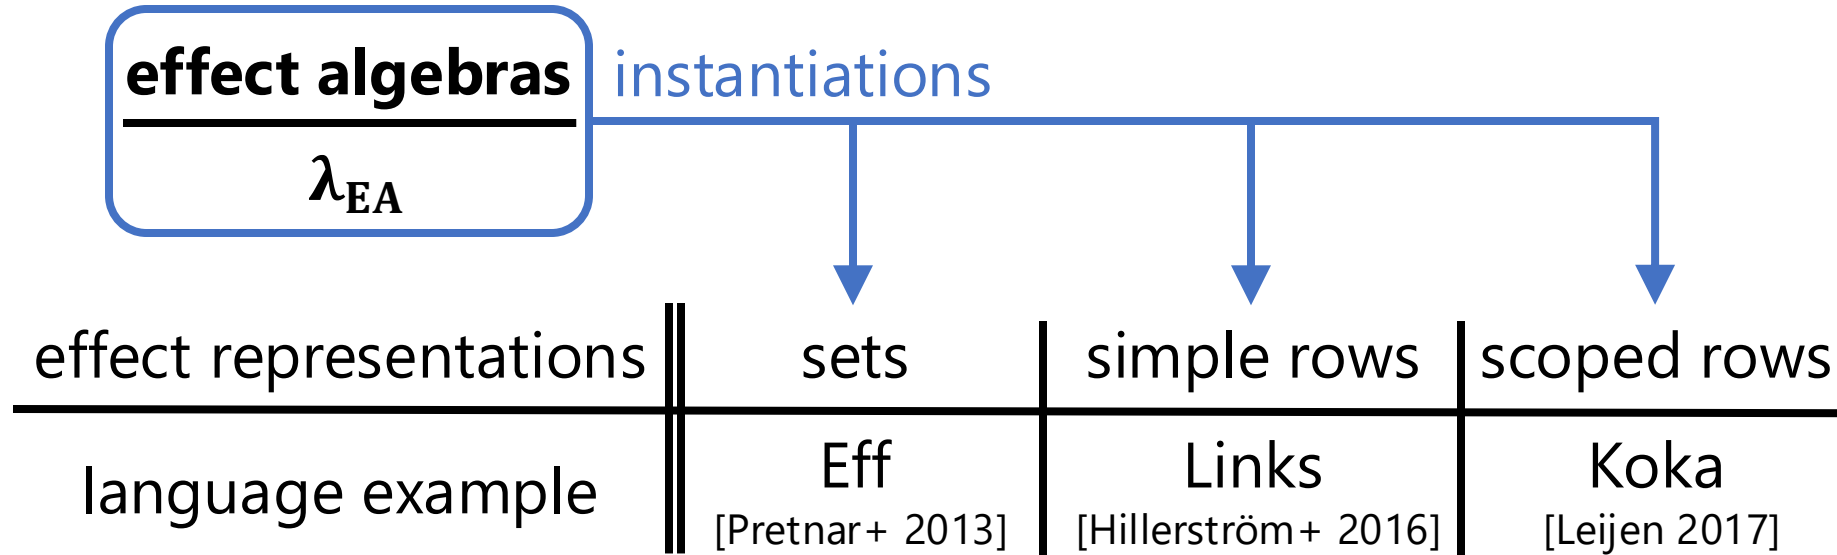 effect algebras
instantiations
λEA
effect representations
sets
simple rows
scoped rows
language example
Eff
[Pretnar+ 2013]
Links
[Hillerström+ 2016]
Koka
[Leijen 2017]